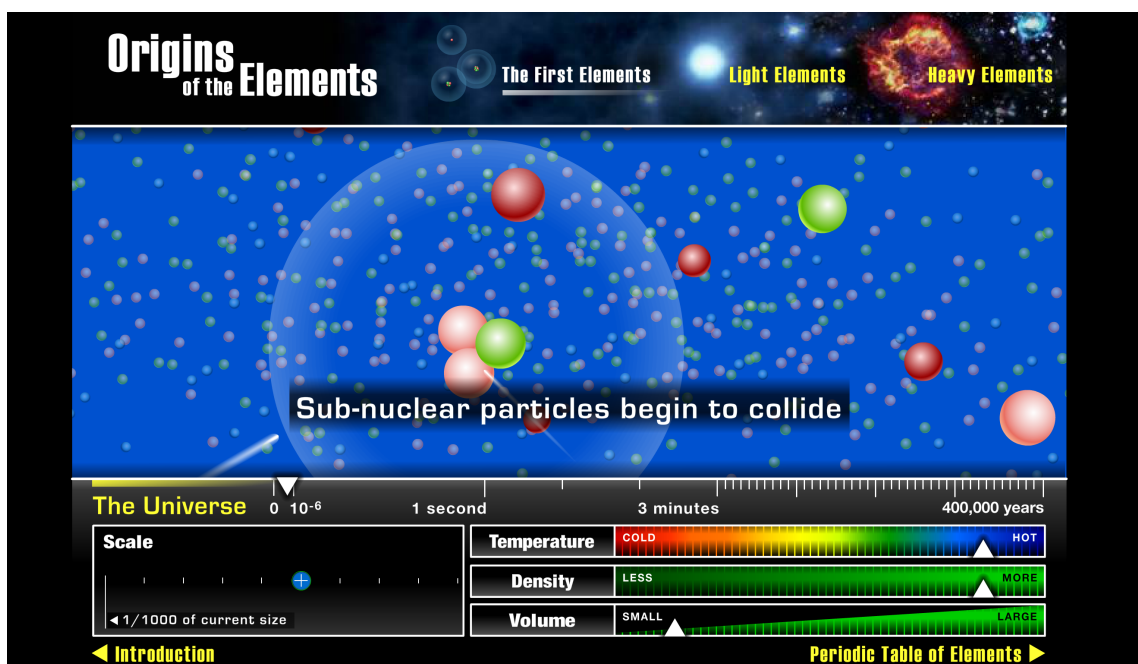 Origins
of the Elements
The First Elements
Light Elements
Heavy Elements
Sub-nuclear particles begin to collide
The Universe
0 10-6 1 second 3 minutes 400,000 years
Scale
◄ 1/1000 of current size
Temperature COLD HOT
Density LESS MORE
Volume SMALL LARGE
◄ Introduction
Periodic Table of Elements ►